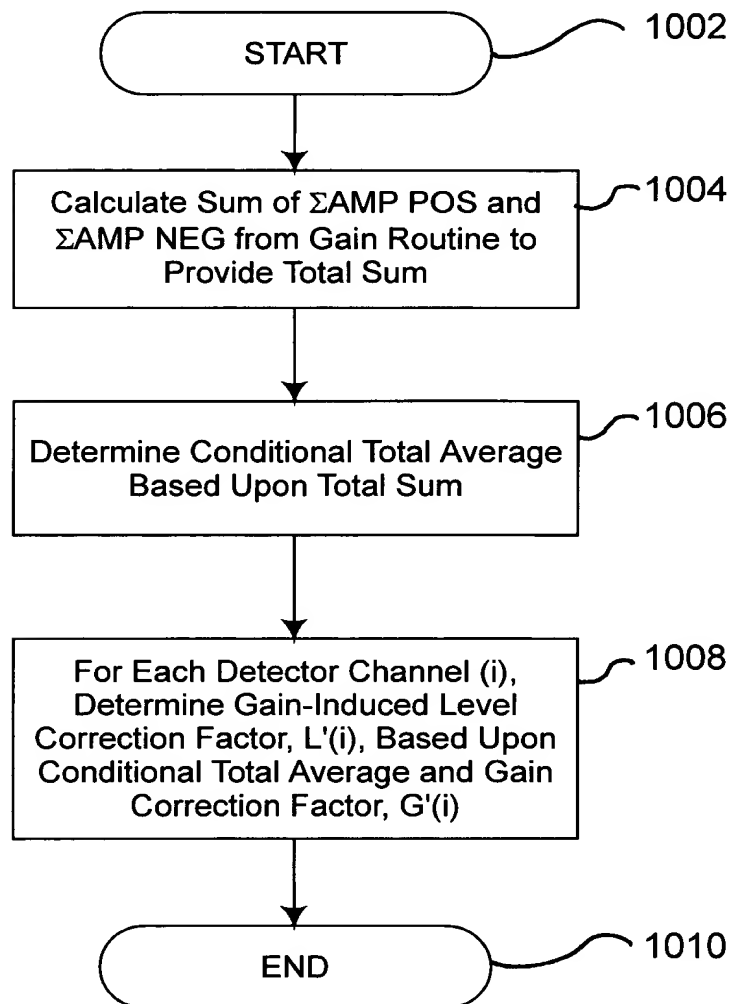 START
1002
Calculate Sum of ΣAMP POS and
ΣAMP NEG from Gain Routine to
Provide Total Sum
1004
Determine Conditional Total Average
Based Upon Total Sum
1006
For Each Detector Channel (i),
Determine Gain-Induced Level
Correction Factor, L'(i), Based Upon
Conditional Total Average and Gain
Correction Factor, G'(i)
1008
END
1010